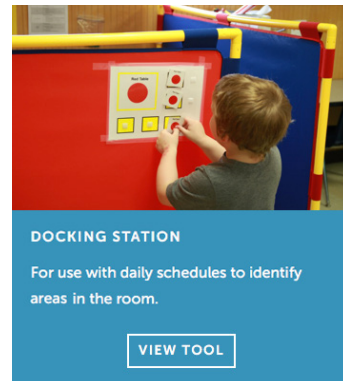 DOCKING STATION
For use with daily schedules to identify
areas in the room.
VIEW TOOL